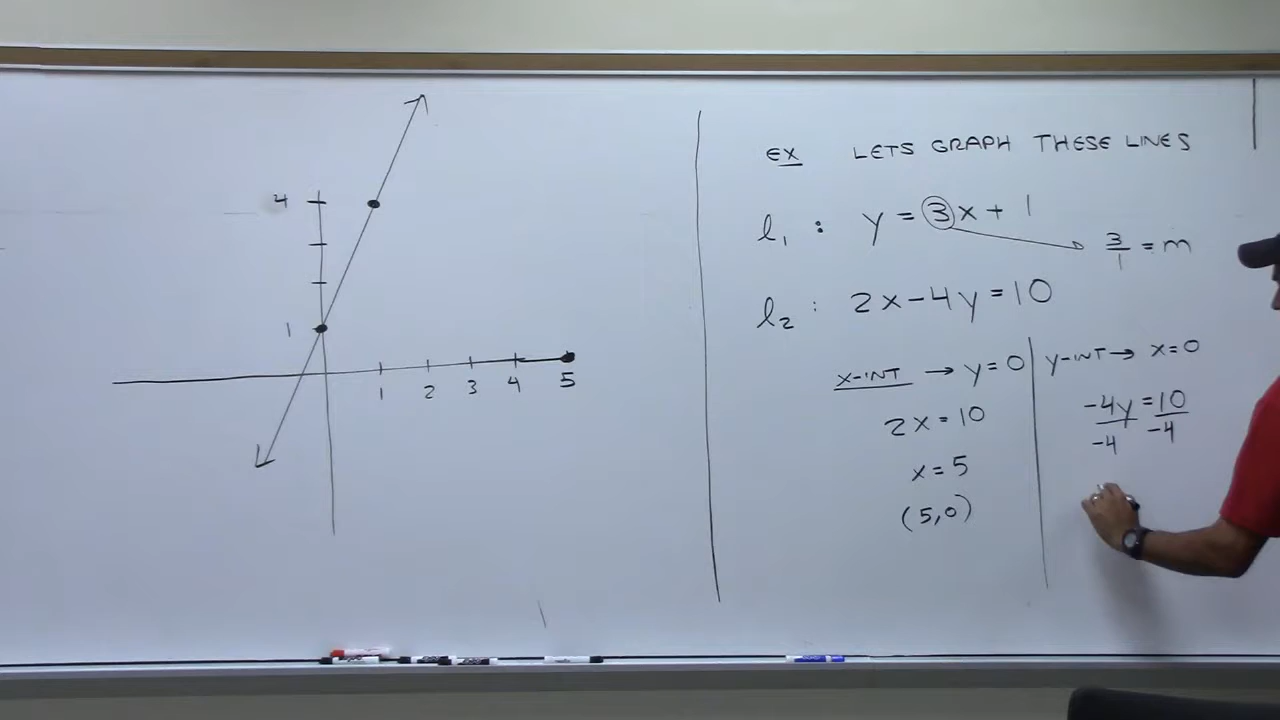 4
1
1 2 3 4 5
EX LETS GRAPH THESE LINES
l₁ : y = 3x + 1
3/1 = m
l₂ : 2x - 4y = 10
x-INT → y = 0
2x = 10
x = 5
(5,0)
y-INT → x = 0
-4y = 10
-4 -4